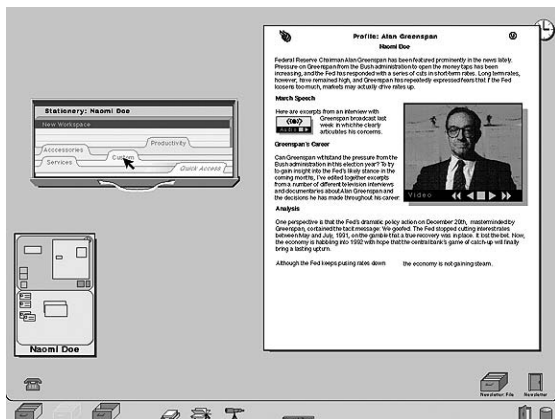 Stationery: Naomi Doe
New Workspace
Productivity
Accessories
Custom
Services
Quick Access
Naomi Doe
Profile: Alan Greenspan
Naomi Doe
Federal Reserve Chairman Alan Greenspan has been featured prominently in the news lately.
Pressure on Greenspan from the Bush administration to open the money taps has been
increasing, and the Fed has responded with a series of cuts in short-term rates. Long term rates,
however, have remained high, and Greenspan has repeatedly expressed fears that if the Fed
loosens too much, markets may actually drive rates up.
March Speech
Here are excerpts from an interview with
Greenspan broadcast last
week in which he clearly
articulates his concerns.
Audio
Greenspan's Career
Can Greenspan withstand the pressure from the
Bush administration in this election year? To try
to gain insight into the Fed's likely stance in the
coming months, I've edited together excerpts
from a number of different television interviews
and documentaries about Alan Greenspan and
the decisions he has made throughout his career.
Video
Analysis
One perspective is that the Fed's dramatic policy action on December 20th, masterminded by
Greenspan, contained the tacit message: We goofed. The Fed stopped cutting interest rates
between May and July, 1991, on the gamble that a true recovery was in place. It lost the bet. Now,
the economy is hobbling into 1992 with hope that the central bank's game of catch-up will finally
bring a lasting upturn.
Although the Fed keeps puting rates down the economy is not gaining steam.
Newsletter File
Newsletter